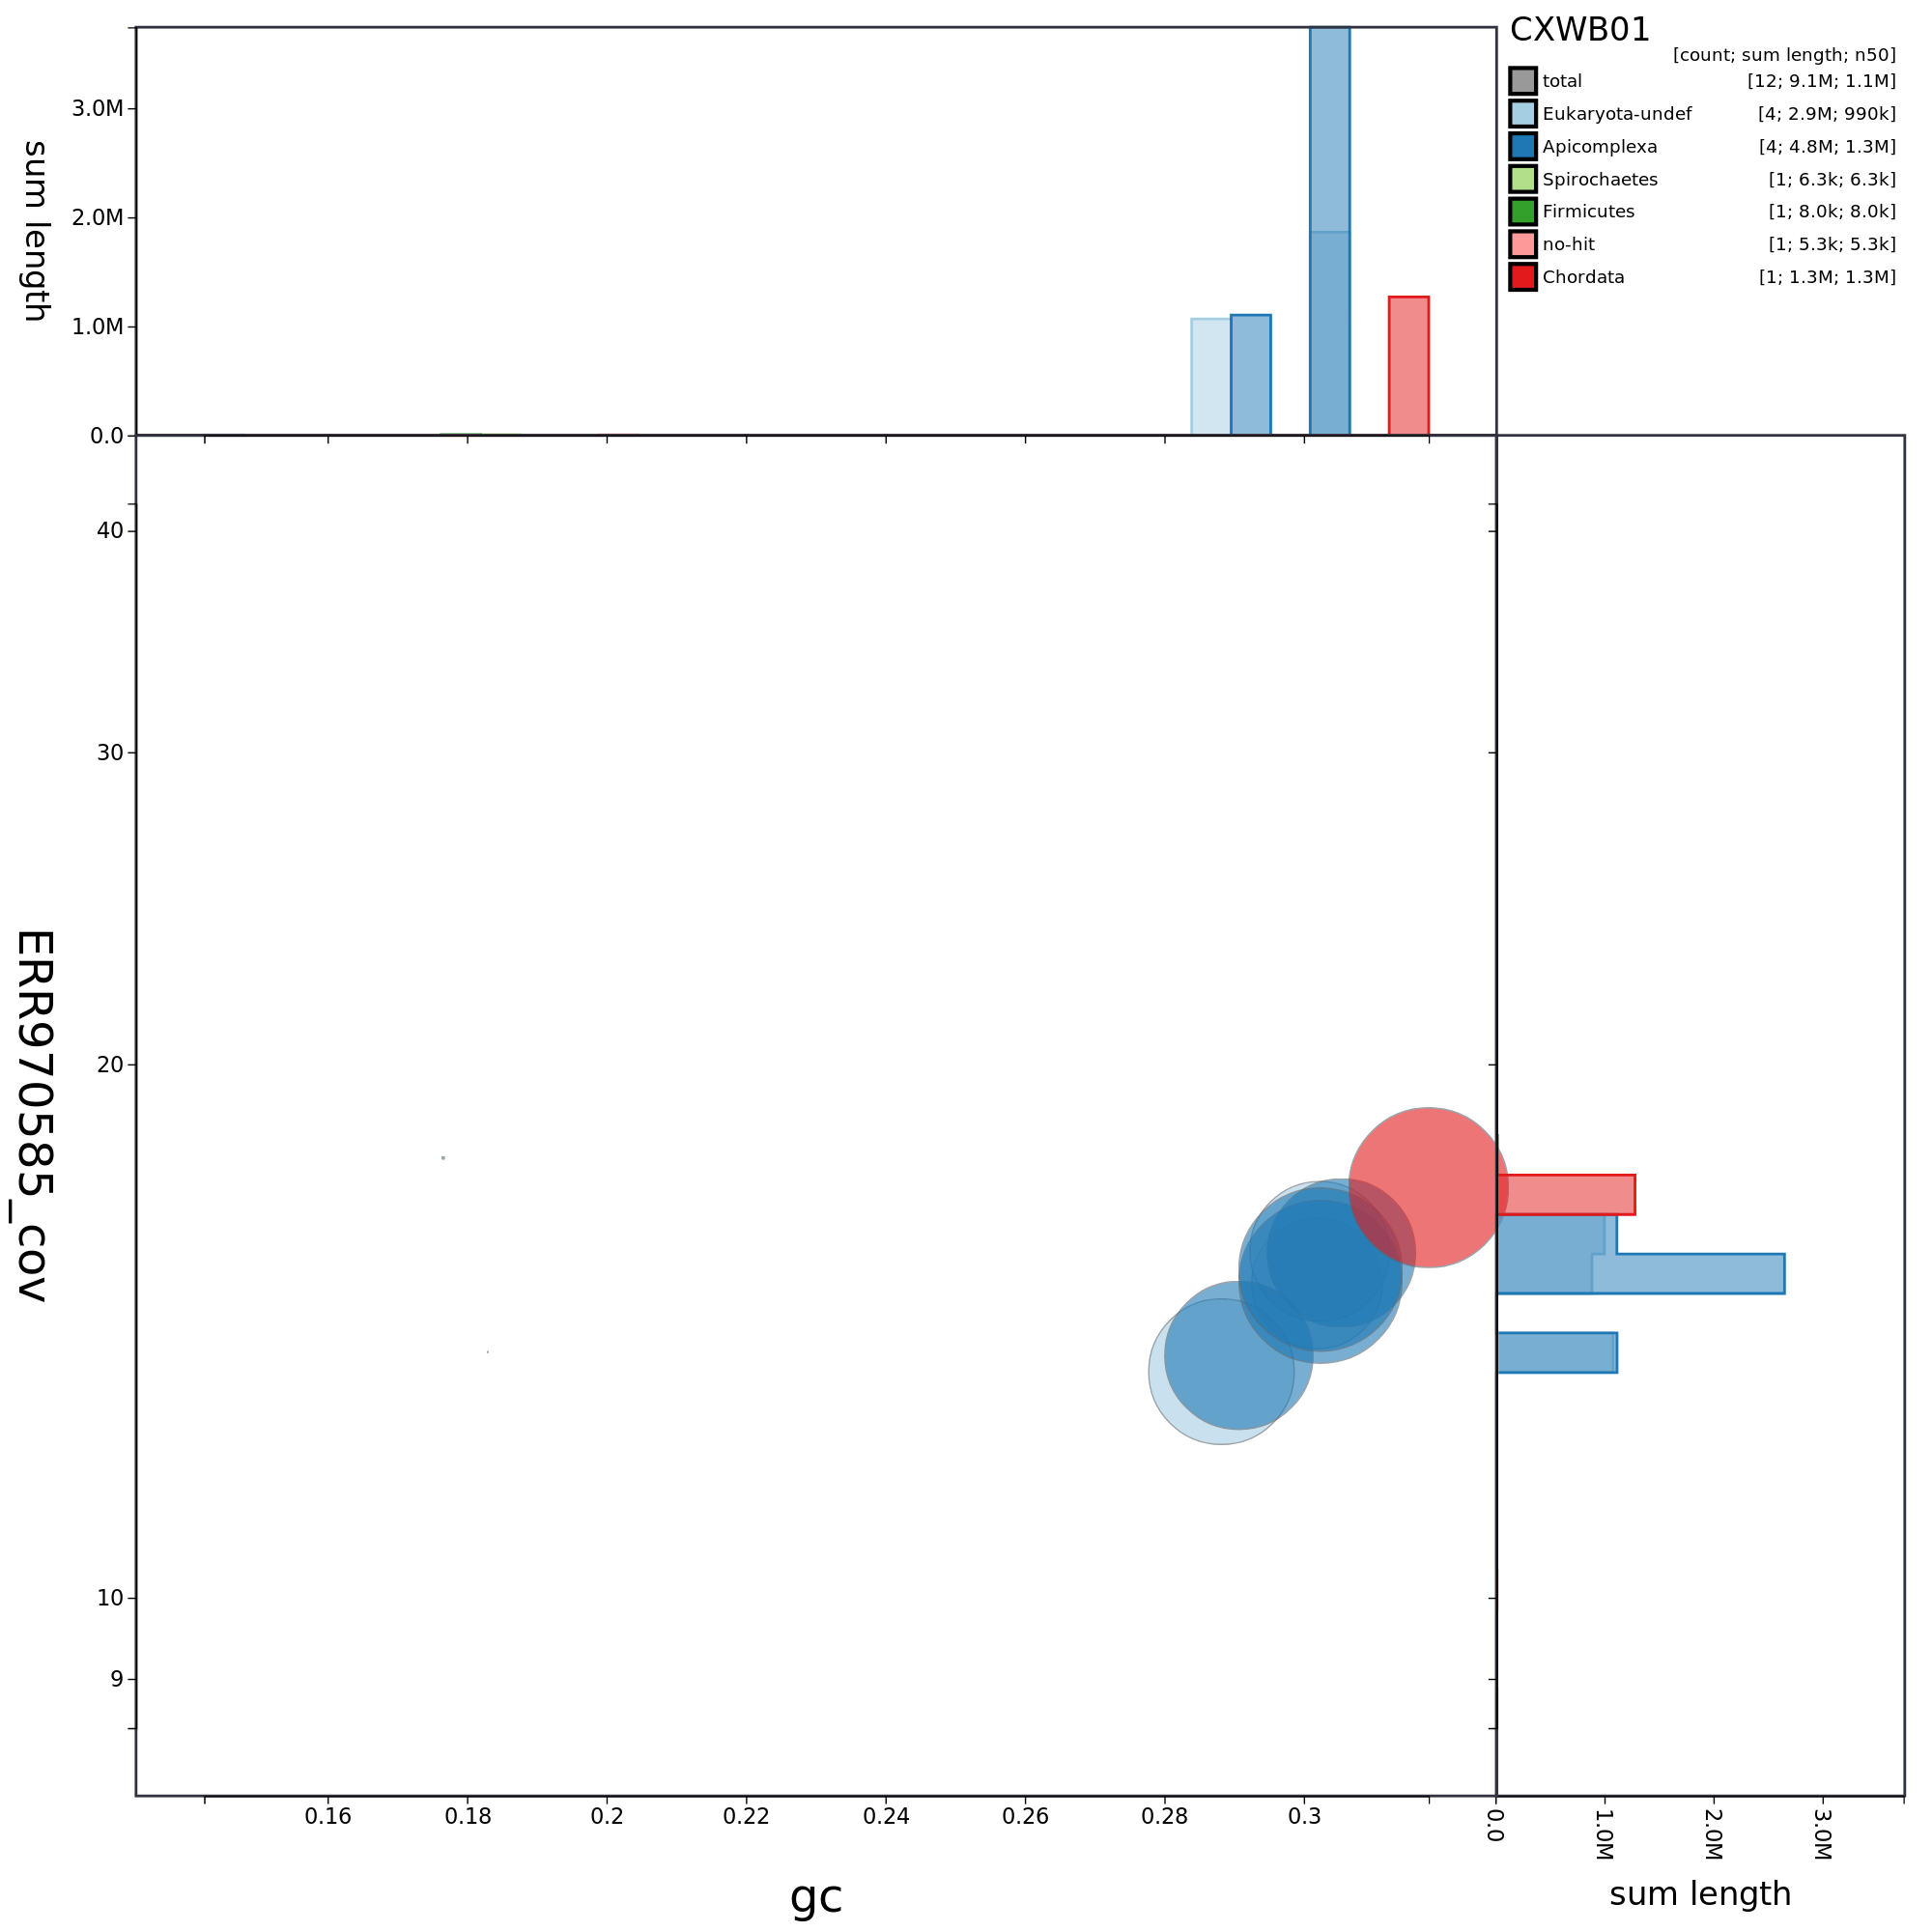 CXWB01
[count; sum length; n50]
total [12; 9.1M; 1.1M]
Eukaryota-undef [4; 2.9M; 990k]
Apicomplexa [4; 4.8M; 1.3M]
Spirochaetes [1; 6.3k; 6.3k]
Firmicutes [1; 8.0k; 8.0k]
no-hit [1; 5.3k; 5.3k]
Chordata [1; 1.3M; 1.3M]
sum length
3.0M
2.0M
1.0M
0.0
ERR970585_cov
40
30
20
10
9
0.16 0.18 0.2 0.22 0.24 0.26 0.28 0.3
gc
0.0 1.0M 2.0M 3.0M
sum length